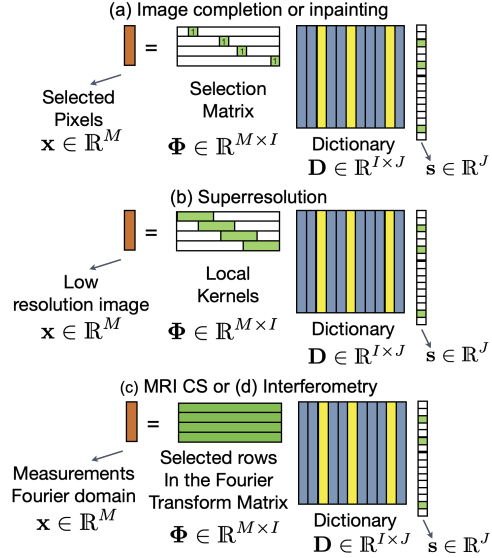 (a) Image completion or inpainting
=
1
1
1
1
Selected
Pixels
x ∈ ℝ^M
Selection
Matrix
Φ ∈ ℝ^{M×I}
Dictionary
D ∈ ℝ^{I×J}
s ∈ ℝ^J
(b) Superresolution
=
Low
resolution image
x ∈ ℝ^M
Local
Kernels
Φ ∈ ℝ^{M×I}
Dictionary
D ∈ ℝ^{I×J}
s ∈ ℝ^J
(c) MRI CS or (d) Interferometry
=
Measurements
Fourier domain
x ∈ ℝ^M
Selected rows
In the Fourier
Transform Matrix
Φ ∈ ℝ^{M×I}
Dictionary
D ∈ ℝ^{I×J}
s ∈ ℝ^J